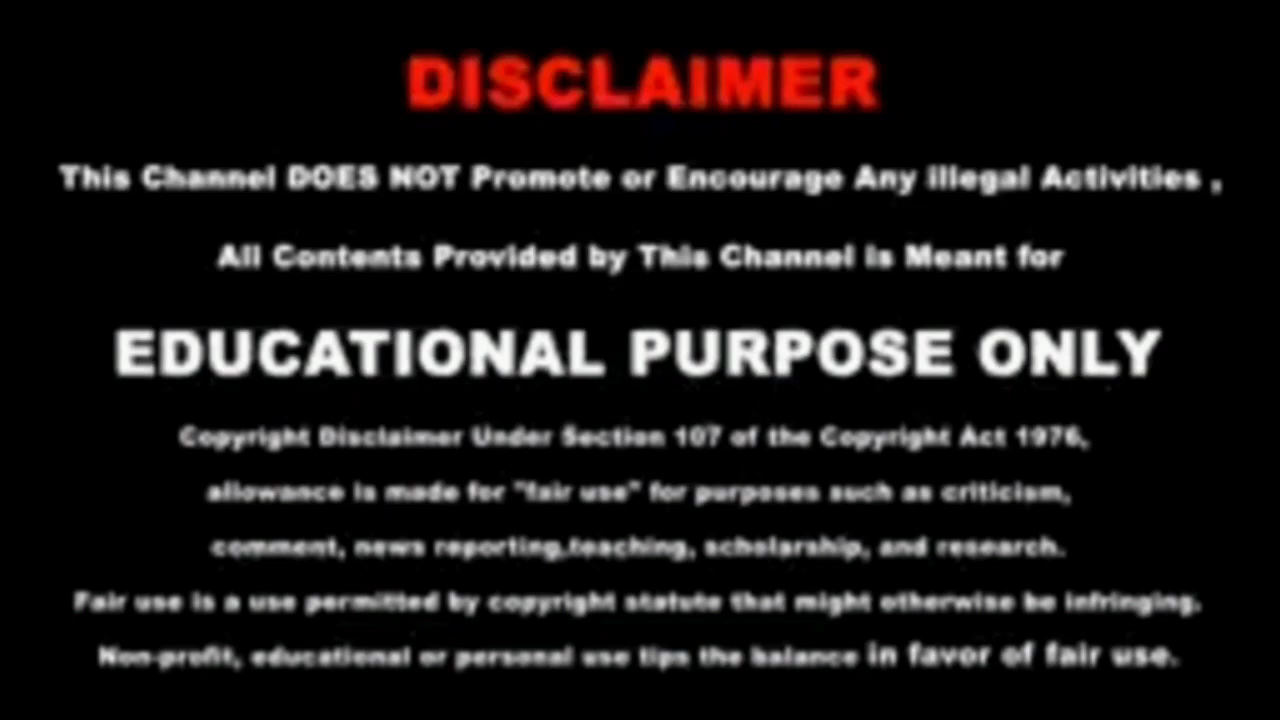 DISCLAIMER
This Channel DOES NOT Promote or Encourage Any illegal Activities ,
All Contents Provided by This Channel is Meant for
EDUCATIONAL PURPOSE ONLY
Copyright Disclaimer Under Section 107 of the Copyright Act 1976,
allowance is made for "fair use" for purposes such as criticism,
comment, news reporting,teaching, scholarship, and research.
Fair use is a use permitted by copyright statute that might otherwise be infringing.
Non-profit, educational or personal use tips the balance in favor of fair use.